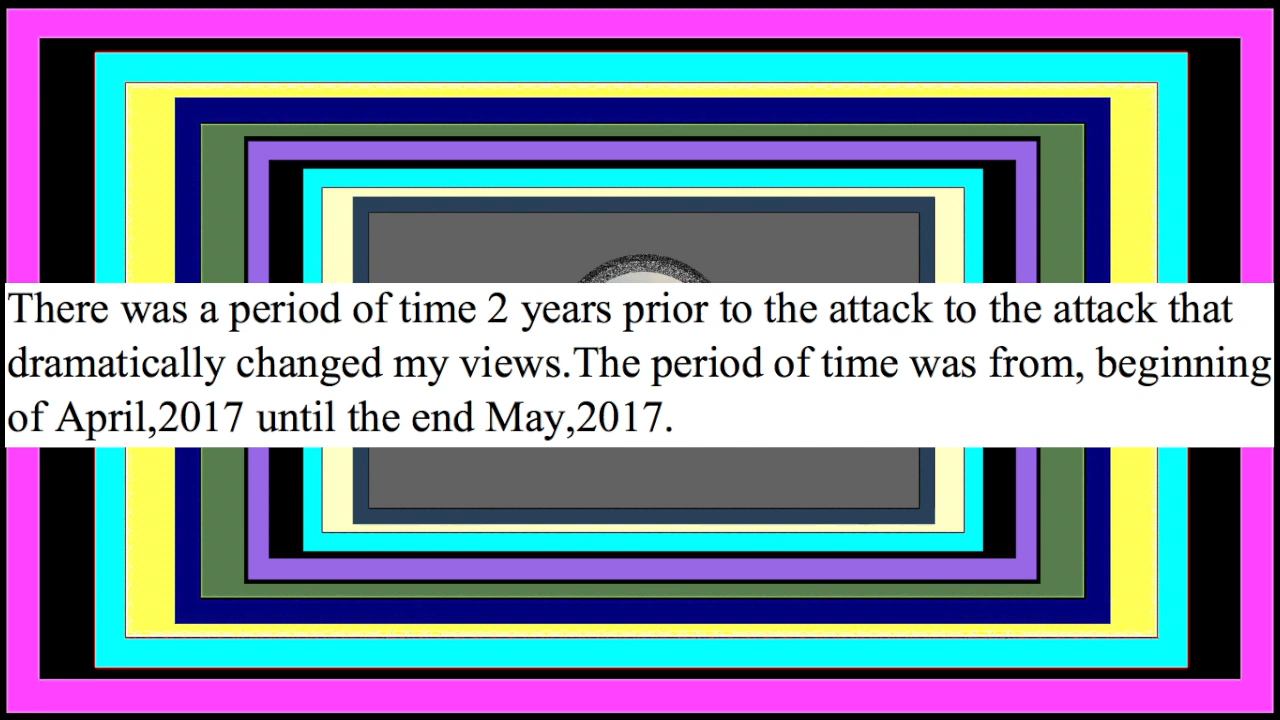 There was a period of time 2 years prior to the attack to the attack that
dramatically changed my views.The period of time was from, beginning
of April,2017 until the end May,2017.